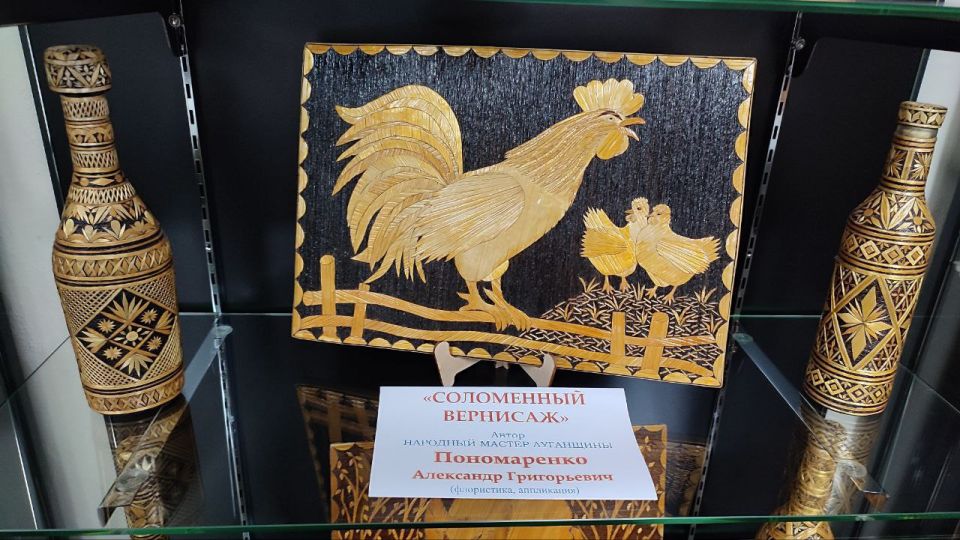 «СОЛОМЕННЫЙ
ВЕРНИСАЖ»
Автор
НАРОДНЫЙ МАСТЕР ЛУГАНЩИНЫ
Пономаренко
Александр Григорьевич
(флористика, аппликация)